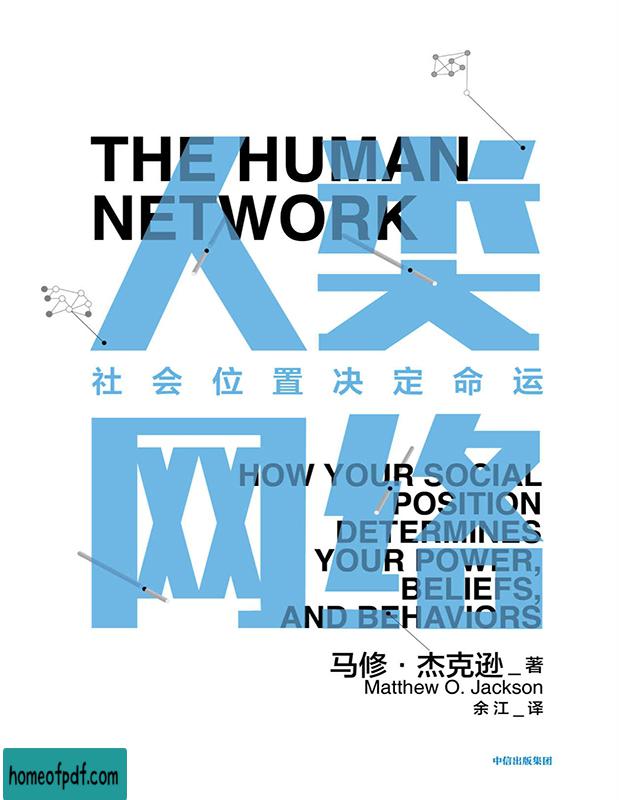 THE HUMAN
NETWORK
人类
社会位置决定命运
网络
HOW YOUR SOCIAL
POSITION
DETERMINES
YOUR POWER,
BELIEFS,
AND BEHAVIORS
马修·杰克逊_著
Matthew O. Jackson
余江_译
中信出版集团
homeofpdf.com